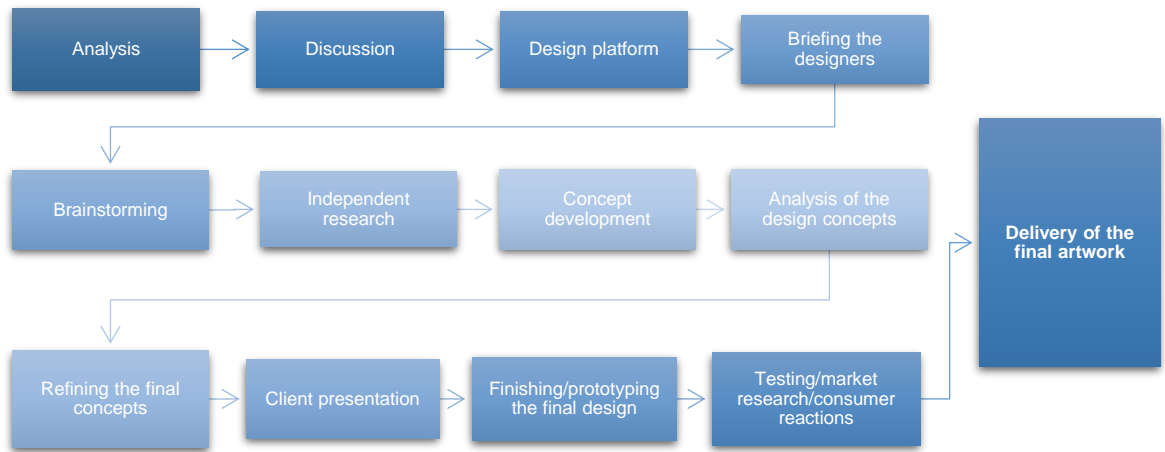 Analysis
Discussion
Design platform
Briefing the
designers
Brainstorming
Independent
research
Concept
development
Analysis of the
design concepts
Delivery of the
final artwork
Refining the final
concepts
Client presentation
Finishing/prototyping
the final design
Testing/market
research/consumer
reactions